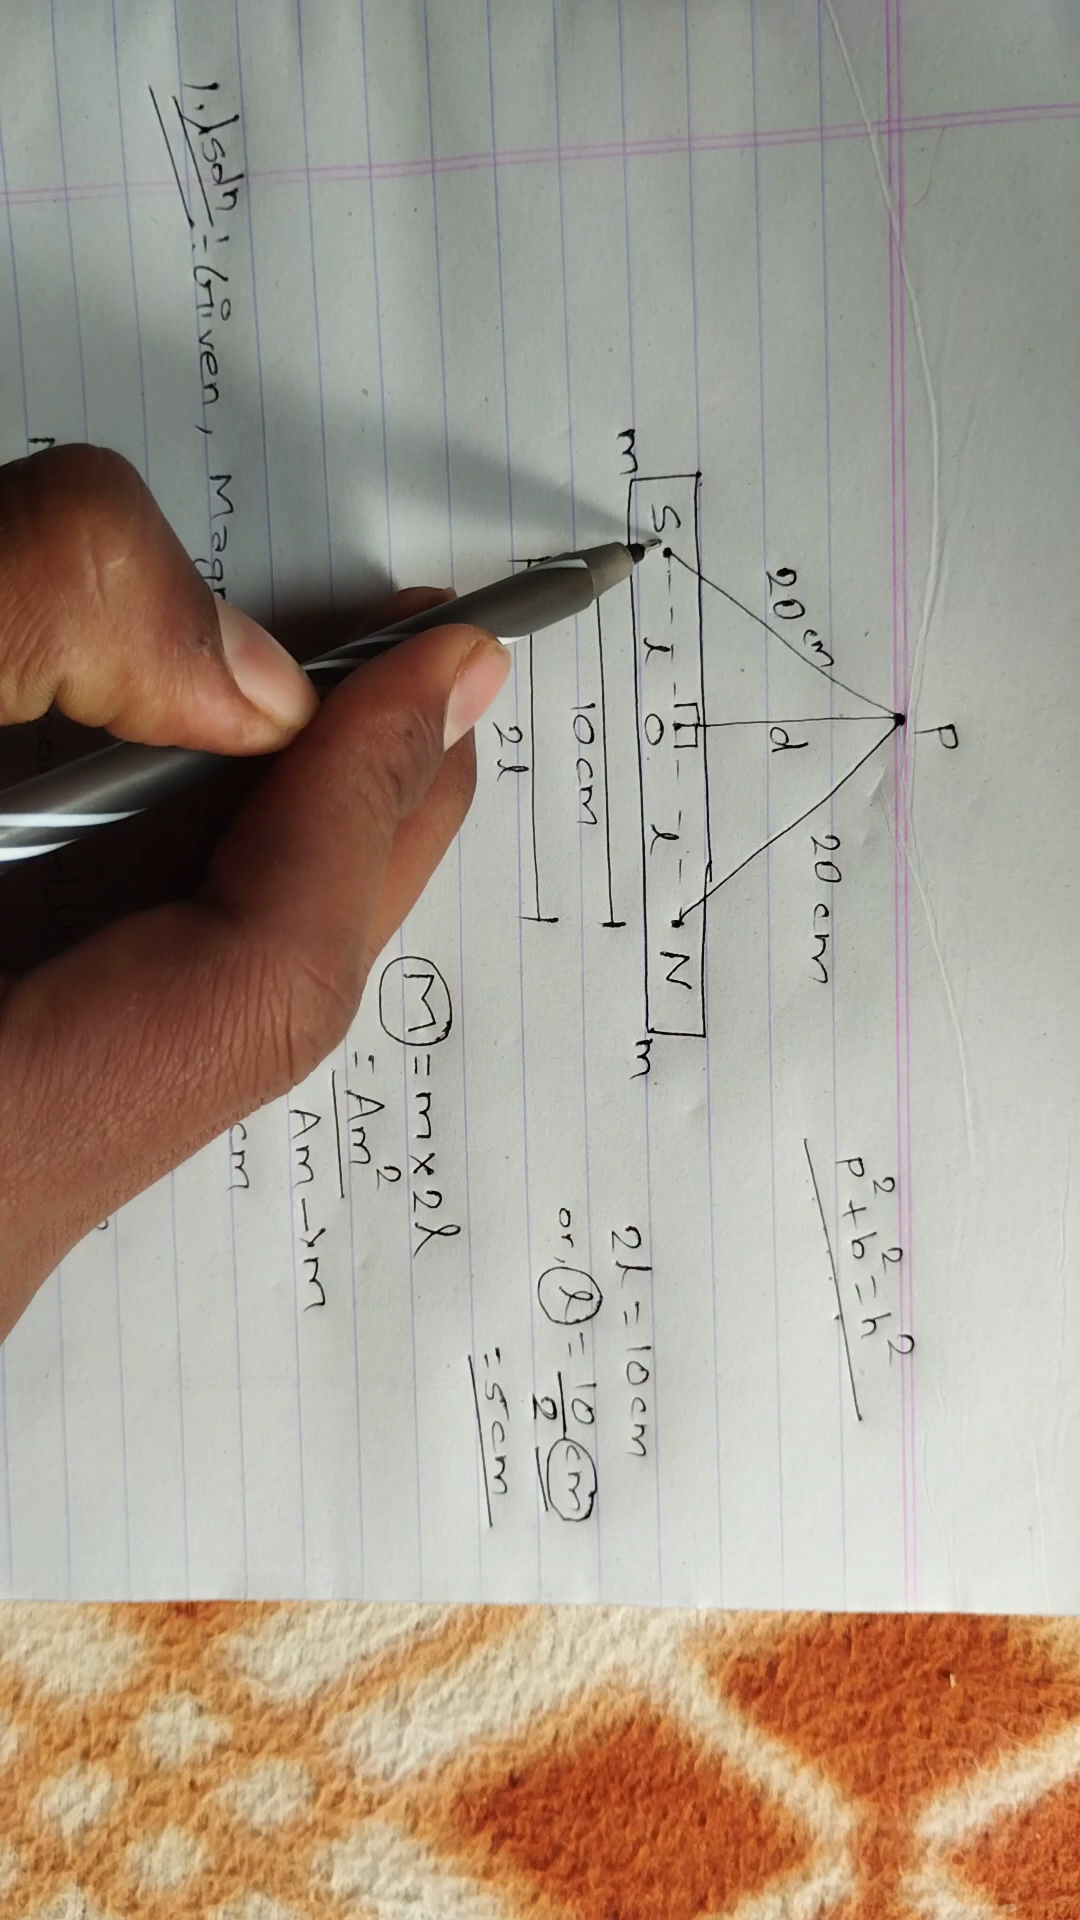 P
20 cm
20 cm
d
p² + b² = h²
S
l
O
l
N
m
m
10 cm
2l
2l = 10 cm
or, l = 10/2 cm
= 5 cm
M = m × 2l
= Am²
Am → m
1.) Solⁿ:- Given,
cm